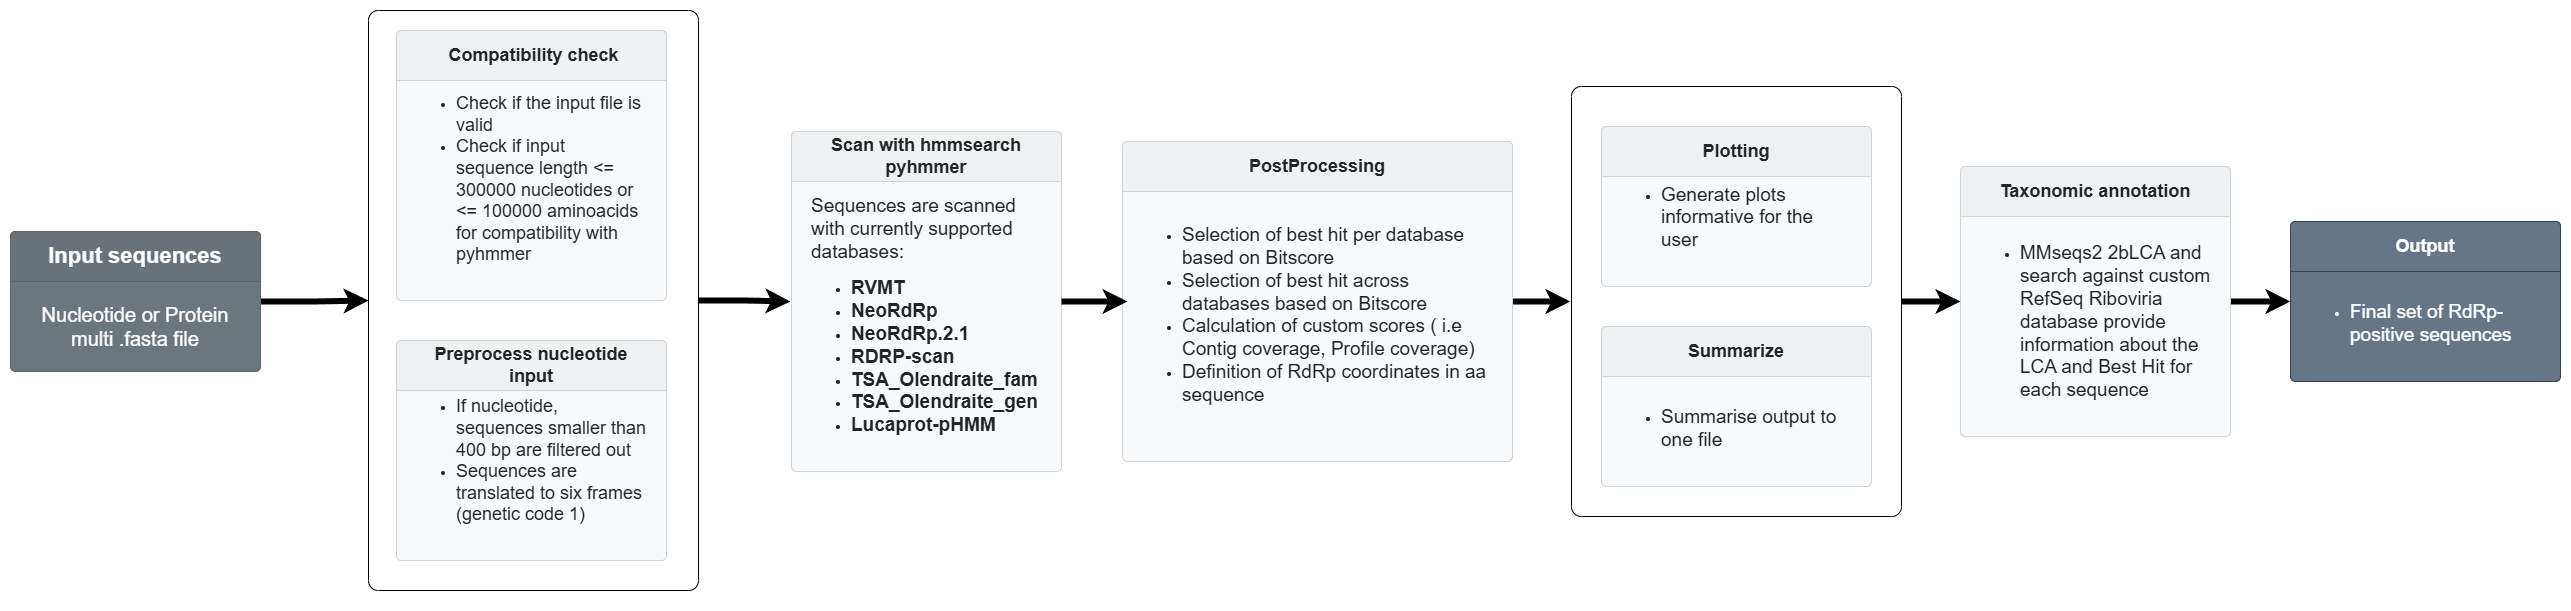 Input sequences
Nucleotide or Protein
multi .fasta file
Compatibility check
Check if the input file is
valid
Check if input
sequence length <=
300000 nucleotides or
<= 100000 aminoacids
for compatibility with
pyhmmer
Preprocess nucleotide
input
If nucleotide,
sequences smaller than
400 bp are filtered out
Sequences are
translated to six frames
(genetic code 1)
Scan with hmmsearch
pyhmmer
Sequences are scanned
with currently supported
databases:
RVMT
NeoRdRp
NeoRdRp.2.1
RDRP-scan
TSA_Olendraite_fam
TSA_Olendraite_gen
Lucaprot-pHMM
PostProcessing
Selection of best hit per database
based on Bitscore
Selection of best hit across
databases based on Bitscore
Calculation of custom scores ( i.e
Contig coverage, Profile coverage)
Definition of RdRp coordinates in aa
sequence
Plotting
Generate plots
informative for the
user
Summarize
Summarise output to
one file
Taxonomic annotation
MMseqs2 2bLCA and
search against custom
RefSeq Riboviria
database provide
information about the
LCA and Best Hit for
each sequence
Output
Final set of RdRp-
positive sequences